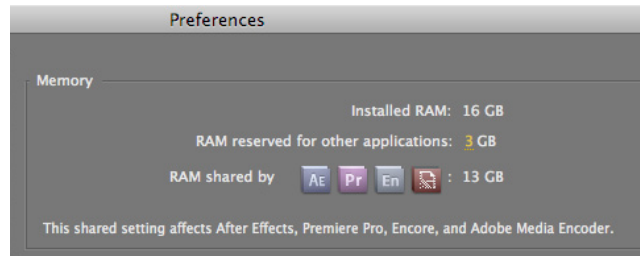 Preferences
Memory
Installed RAM: 16 GB
RAM reserved for other applications: 3 GB
RAM shared by AE Pr En : 13 GB
This shared setting affects After Effects, Premiere Pro, Encore, and Adobe Media Encoder.